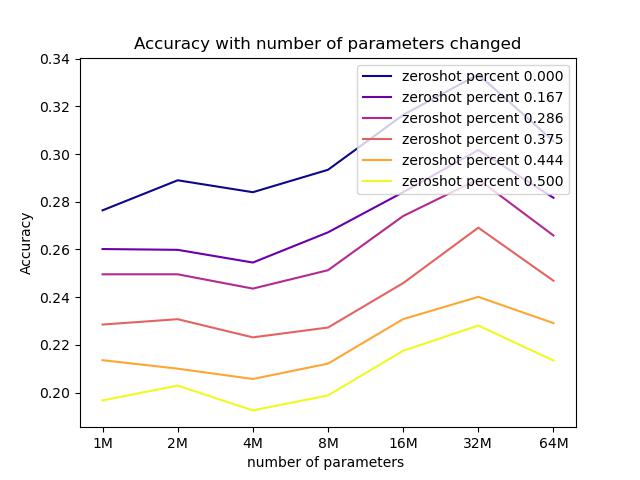 Accuracy with number of parameters changed
0.34
0.32
0.30
0.28
0.26
0.24
0.22
0.20
Accuracy
zeroshot percent 0.000
zeroshot percent 0.167
zeroshot percent 0.286
zeroshot percent 0.375
zeroshot percent 0.444
zeroshot percent 0.500
1M 2M 4M 8M 16M 32M 64M
number of parameters